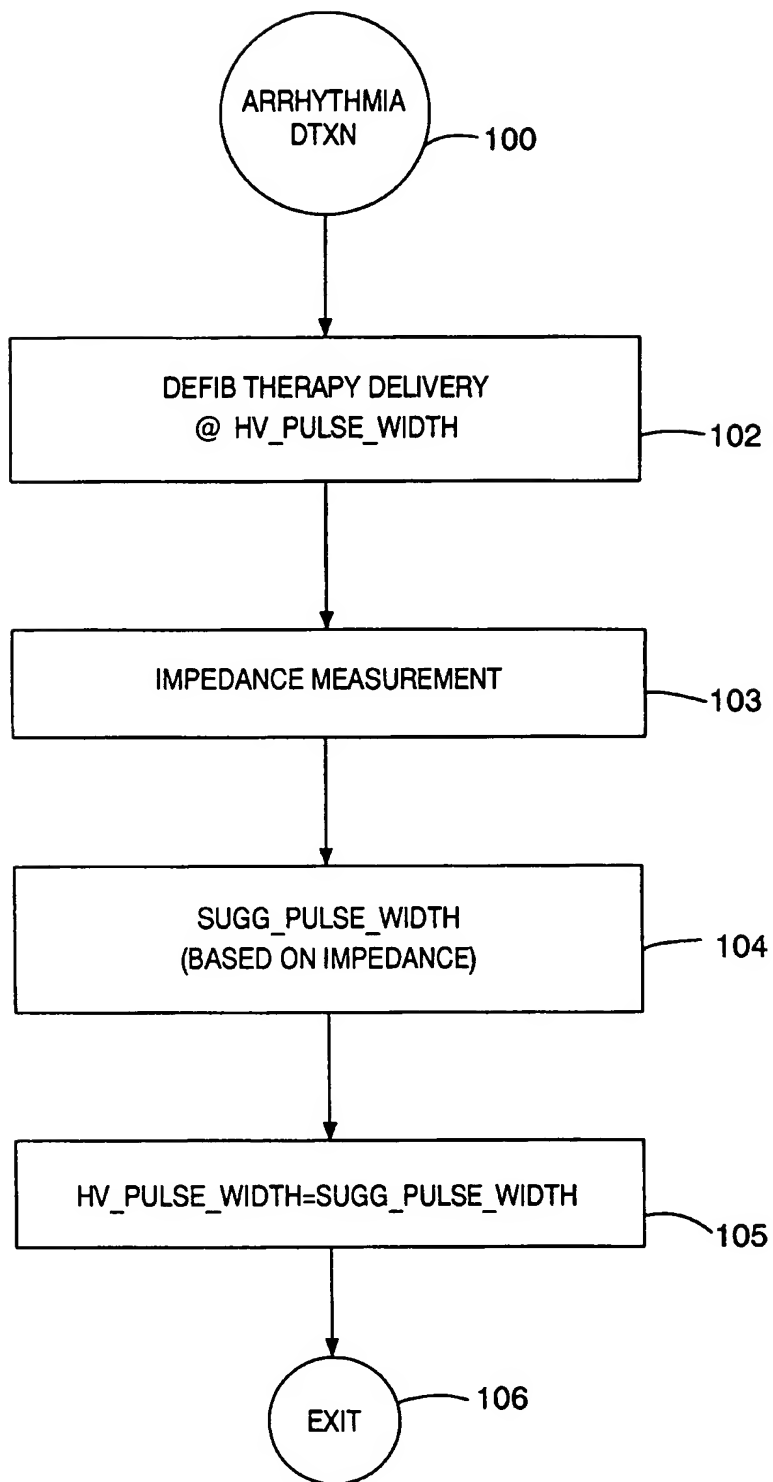 ARRHYTHMIA
DTXN
100
DEFIB THERAPY DELIVERY
@ HV_PULSE_WIDTH
102
IMPEDANCE MEASUREMENT
103
SUGG_PULSE_WIDTH
(BASED ON IMPEDANCE)
104
HV_PULSE_WIDTH=SUGG_PULSE_WIDTH
105
EXIT
106